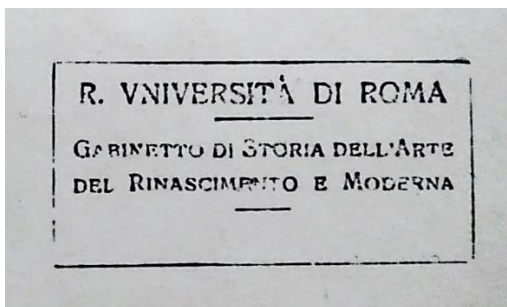 R. VNIVERSITÀ DI ROMA
GABINETTO DI STORIA DELL'ARTE
DEL RINASCIMENTO E MODERNA